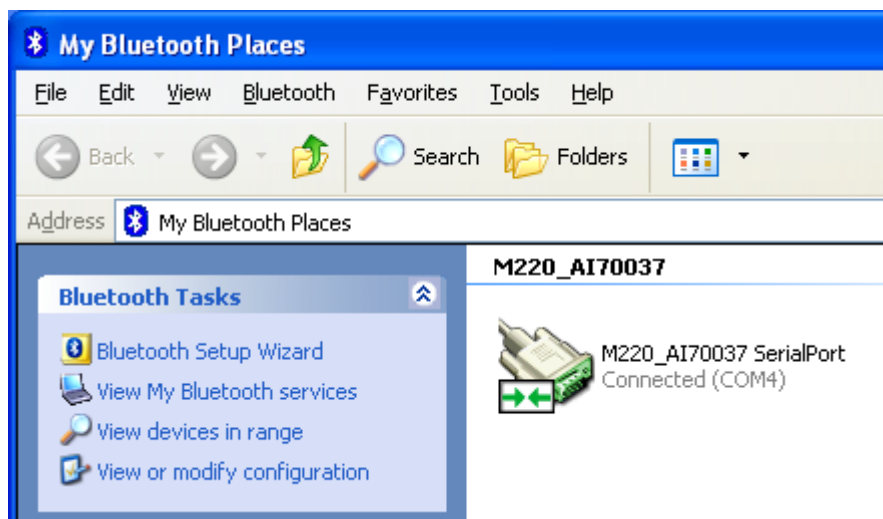 My Bluetooth Places
File Edit View Bluetooth Favorites Tools Help
Back Search Folders
Address My Bluetooth Places
M220_AI70037
Bluetooth Tasks
Bluetooth Setup Wizard
View My Bluetooth services
View devices in range
View or modify configuration
M220_AI70037 SerialPort
Connected (COM4)